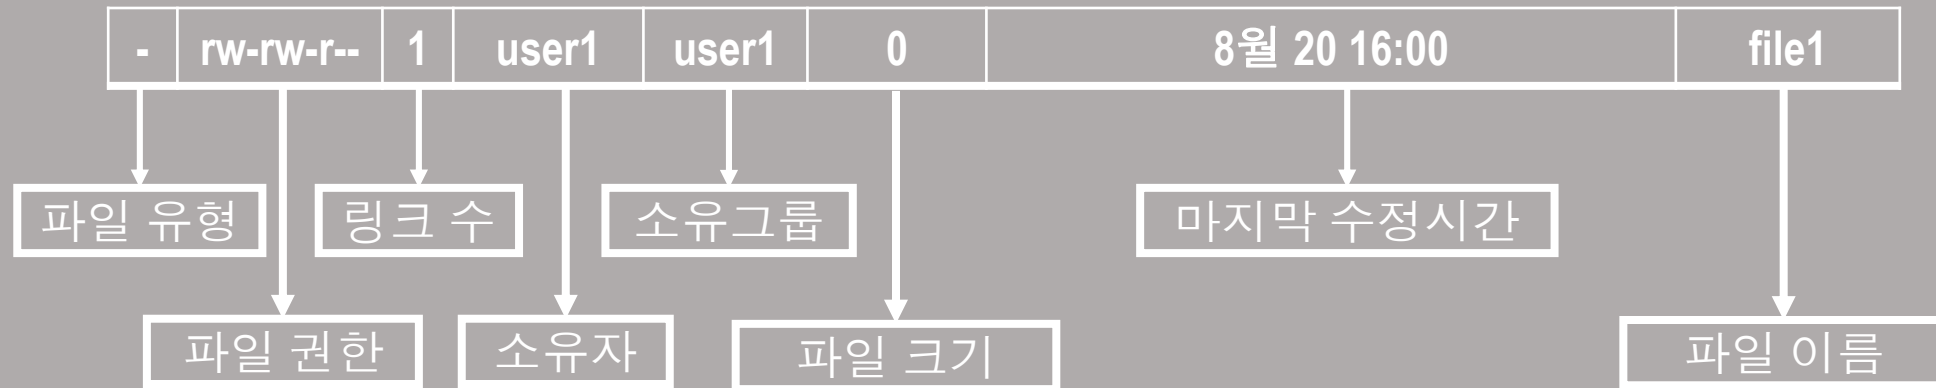 - rw-rw-r-- 1 user1 user1 0 8월 20 16:00 file1
파일 유형 링크 수 소유그룹 마지막 수정시간
파일 권한 소유자 파일 크기 파일 이름